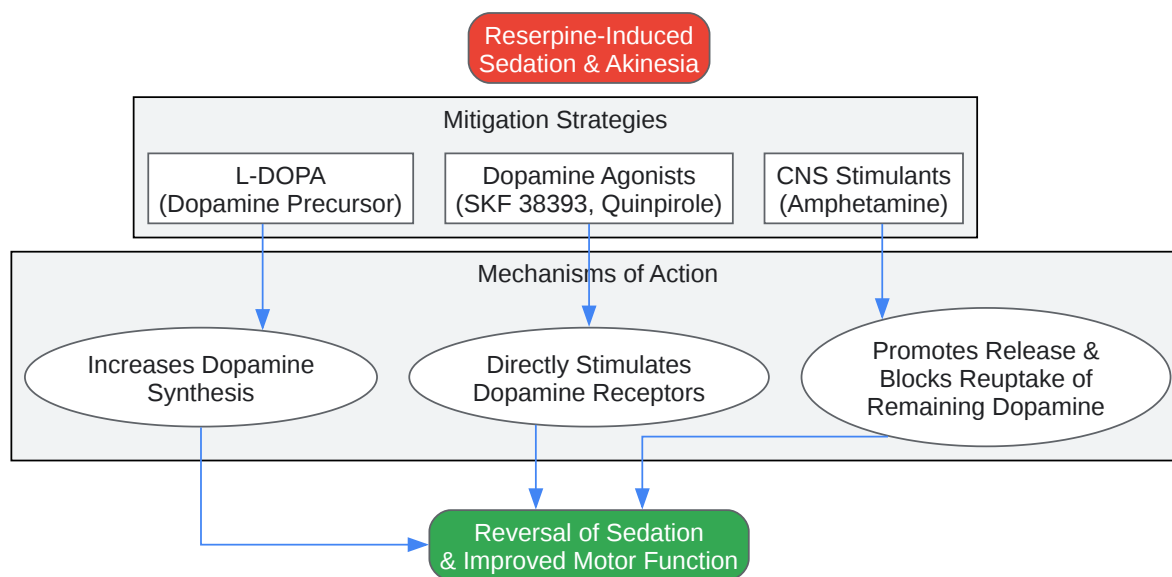 Reserpine-Induced
Sedation & Akinesia
Mitigation Strategies
L-DOPA
(Dopamine Precursor)
Dopamine Agonists
(SKF 38393, Quinpirole)
CNS Stimulants
(Amphetamine)
Mechanisms of Action
Increases Dopamine
Synthesis
Directly Stimulates
Dopamine Receptors
Promotes Release &
Blocks Reuptake of
Remaining Dopamine
Reversal of Sedation
& Improved Motor Function